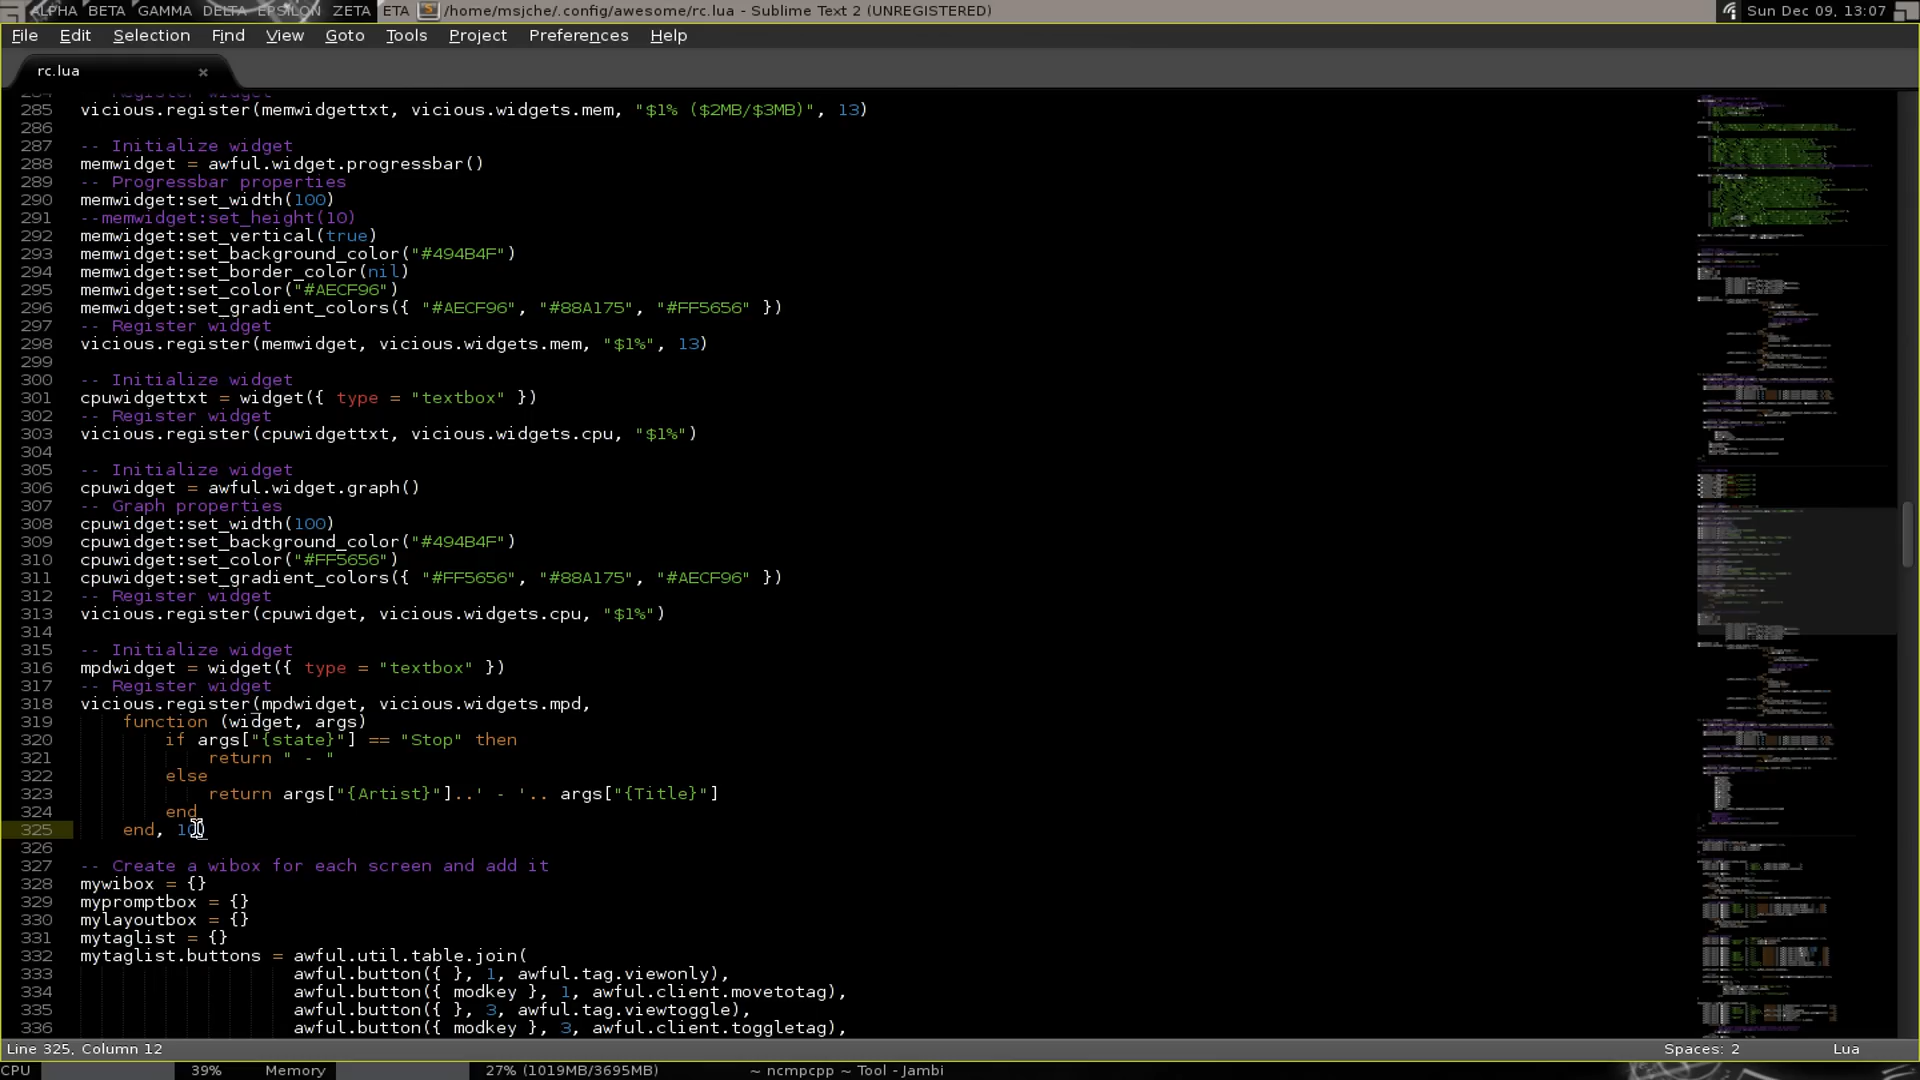 ALPHA BETA GAMMA DELTA EPSILON ZETA ETA /home/msjche/.config/awesome/rc.lua - Sublime Text 2 (UNREGISTERED) Sun Dec 09, 13:07
File Edit Selection Find View Goto Tools Project Preferences Help
rc.lua ×
284 -- Register widget
285 vicious.register(memwidgettxt, vicious.widgets.mem, "$1% ($2MB/$3MB)", 13)
286
287 -- Initialize widget
288 memwidget = awful.widget.progressbar()
289 -- Progressbar properties
290 memwidget:set_width(100)
291 --memwidget:set_height(10)
292 memwidget:set_vertical(true)
293 memwidget:set_background_color("#494B4F")
294 memwidget:set_border_color(nil)
295 memwidget:set_color("#AECF96")
296 memwidget:set_gradient_colors({ "#AECF96", "#88A175", "#FF5656" })
297 -- Register widget
298 vicious.register(memwidget, vicious.widgets.mem, "$1%", 13)
299
300 -- Initialize widget
301 cpuwidgettxt = widget({ type = "textbox" })
302 -- Register widget
303 vicious.register(cpuwidgettxt, vicious.widgets.cpu, "$1%")
304
305 -- Initialize widget
306 cpuwidget = awful.widget.graph()
307 -- Graph properties
308 cpuwidget:set_width(100)
309 cpuwidget:set_background_color("#494B4F")
310 cpuwidget:set_color("#FF5656")
311 cpuwidget:set_gradient_colors({ "#FF5656", "#88A175", "#AECF96" })
312 -- Register widget
313 vicious.register(cpuwidget, vicious.widgets.cpu, "$1%")
314
315 -- Initialize widget
316 mpdwidget = widget({ type = "textbox" })
317 -- Register widget
318 vicious.register(mpdwidget, vicious.widgets.mpd,
319 function (widget, args)
320 if args["{state}"] == "Stop" then
321 return " - "
322 else
323 return args["{Artist}"]..' - '.. args["{Title}"]
324 end
325 end, 10)
326
327 -- Create a wibox for each screen and add it
328 mywibox = {}
329 mypromptbox = {}
330 mylayoutbox = {}
331 mytaglist = {}
332 mytaglist.buttons = awful.util.table.join(
333 awful.button({ }, 1, awful.tag.viewonly),
334 awful.button({ modkey }, 1, awful.client.movetotag),
335 awful.button({ }, 3, awful.tag.viewtoggle),
336 awful.button({ modkey }, 3, awful.client.toggletag),
Line 325, Column 12 Spaces: 2 Lua
CPU 39% Memory 27% (1019MB/3695MB) ~ ncmpcpp ~ Tool - Jambi